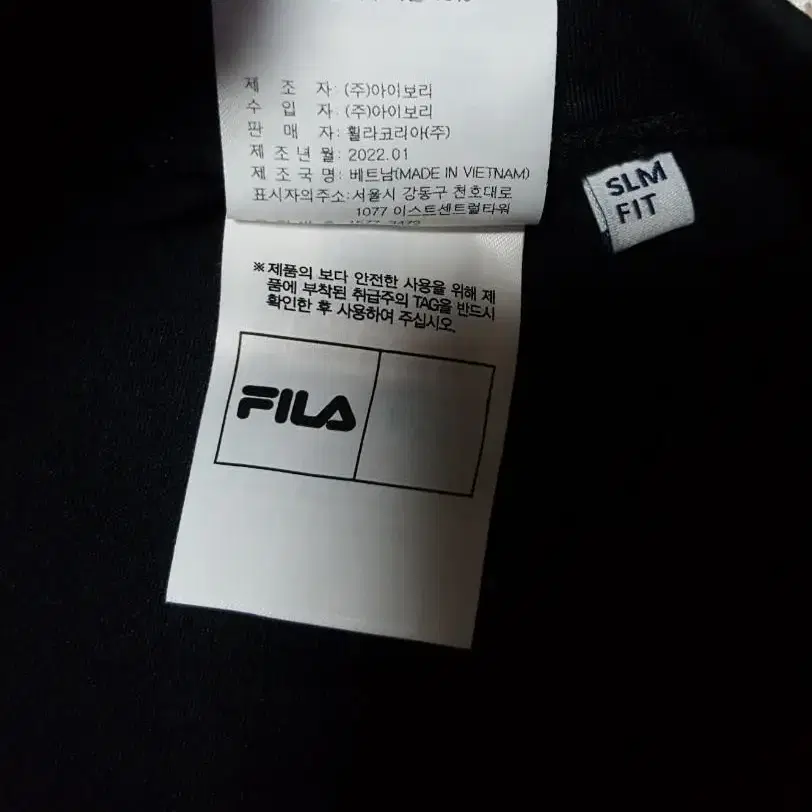 제 조 자: (주)아이보리
수 입 자: (주)아이보리
판 매 자: 휠라코리아(주)
제 조 년 월: 2022.01
제 조 국 명: 베트남(MADE IN VIETNAM)
표시자의주소:서울시 강동구 천호대로
1077 이스트센트럴타워
※제품의 보다 안전한 사용을 위해 제
품에 부착된 취급주의 TAG을 반드시
확인한 후 사용하여 주십시오.
FILA
SLM
FIT